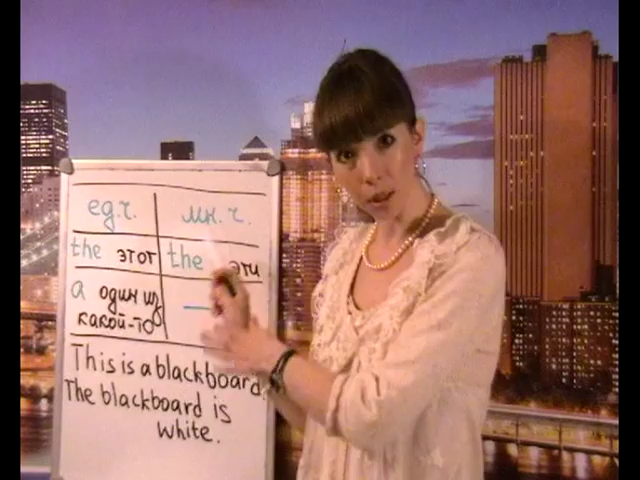 ед.ч. мн.ч.
the этот the эти
a один из
какой-то
This is a blackboard.
The blackboard is
white.